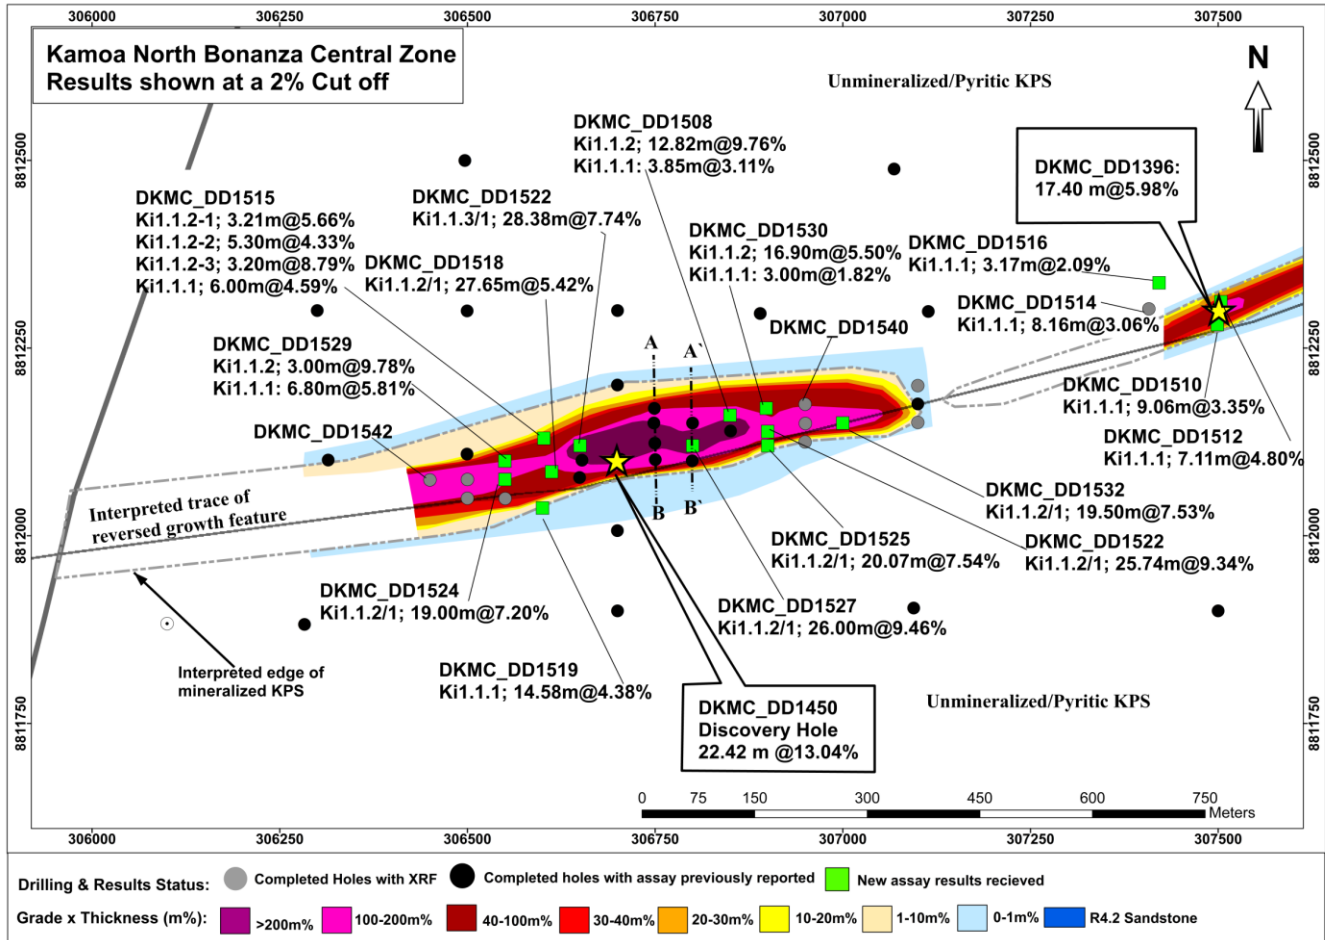 306000 306250 306500 306750 307000 307250 307500
Kamoa North Bonanza Central Zone
Results shown at a 2% Cut off
Unmineralized/Pyritic KPS
N
8812500
8812500
DKMC_DD1508
Ki1.1.2; 12.82m@9.76%
Ki1.1.1: 3.85m@3.11%
DKMC_DD1396:
17.40 m@5.98%
DKMC_DD1515
Ki1.1.2-1; 3.21m@5.66%
Ki1.1.2-2; 5.30m@4.33%
Ki1.1.2-3; 3.20m@8.79%
Ki1.1.1; 6.00m@4.59%
DKMC_DD1522
Ki1.1.3/1; 28.38m@7.74%
DKMC_DD1518
Ki1.1.2/1; 27.65m@5.42%
DKMC_DD1530
Ki1.1.2; 16.90m@5.50%
Ki1.1.1: 3.00m@1.82%
DKMC_DD1516
Ki1.1.1; 3.17m@2.09%
DKMC_DD1514
Ki1.1.1; 8.16m@3.06%
DKMC_DD1540
8812250
8812250
DKMC_DD1529
Ki1.1.2; 3.00m@9.78%
Ki1.1.1: 6.80m@5.81%
A A`
DKMC_DD1510
Ki1.1.1; 9.06m@3.35%
DKMC_DD1542
DKMC_DD1512
Ki1.1.1; 7.11m@4.80%
Interpreted trace of
reversed growth feature
B B`
DKMC_DD1532
Ki1.1.2/1; 19.50m@7.53%
8812000
8812000
DKMC_DD1525
Ki1.1.2/1; 20.07m@7.54%
DKMC_DD1522
Ki1.1.2/1; 25.74m@9.34%
DKMC_DD1524
Ki1.1.2/1; 19.00m@7.20%
DKMC_DD1527
Ki1.1.2/1; 26.00m@9.46%
Interpreted edge of
mineralized KPS
DKMC_DD1519
Ki1.1.1; 14.58m@4.38%
DKMC_DD1450
Discovery Hole
22.42 m @13.04%
Unmineralized/Pyritic KPS
8811750
8811750
0 75 150 300 450 600 750
Meters
306000 306250 306500 306750 307000 307250 307500
Drilling & Results Status: Completed Holes with XRF Completed holes with assay previously reported New assay results recieved
Grade x Thickness (m%): >200m% 100-200m% 40-100m% 30-40m% 20-30m% 10-20m% 1-10m% 0-1m% R4.2 Sandstone